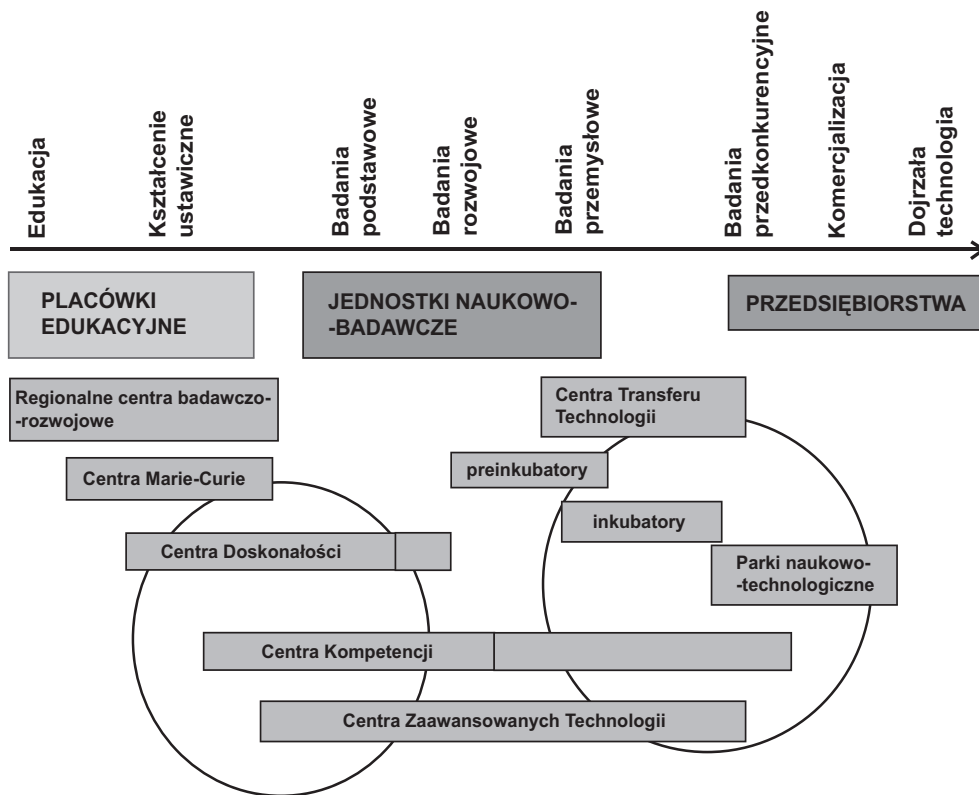 Edukacja
Kształcenie
ustawiczne
Badania
podstawowe
Badania
rozwojowe
Badania
przemysłowe
Badania
przedkonkurencyjne
Komercjalizacja
Dojrzała
technologia
PLACÓWKI
EDUKACYJNE
JEDNOSTKI NAUKOWO-
-BADAWCZE
PRZEDSIĘBIORSTWA
Regionalne centra badawczo-
-rozwojowe
Centra Transferu
Technologii
Centra Marie-Curie
preinkubatory
inkubatory
Centra Doskonałości
Parki naukowo-
-technologiczne
Centra Kompetencji
Centra Zaawansowanych Technologii